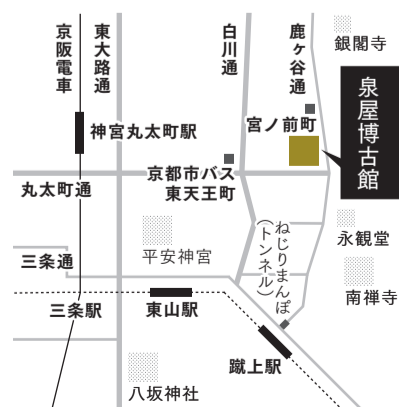 京阪電車
東大路通
白川通
鹿ヶ谷通
銀閣寺
泉屋博古館
神宮丸太町駅
宮ノ前町
京都市バス
東天王町
丸太町通
ねじりまんぽ
(トンネル)
永観堂
平安神宮
三条通
南禅寺
三条駅
東山駅
蹴上駅
八坂神社